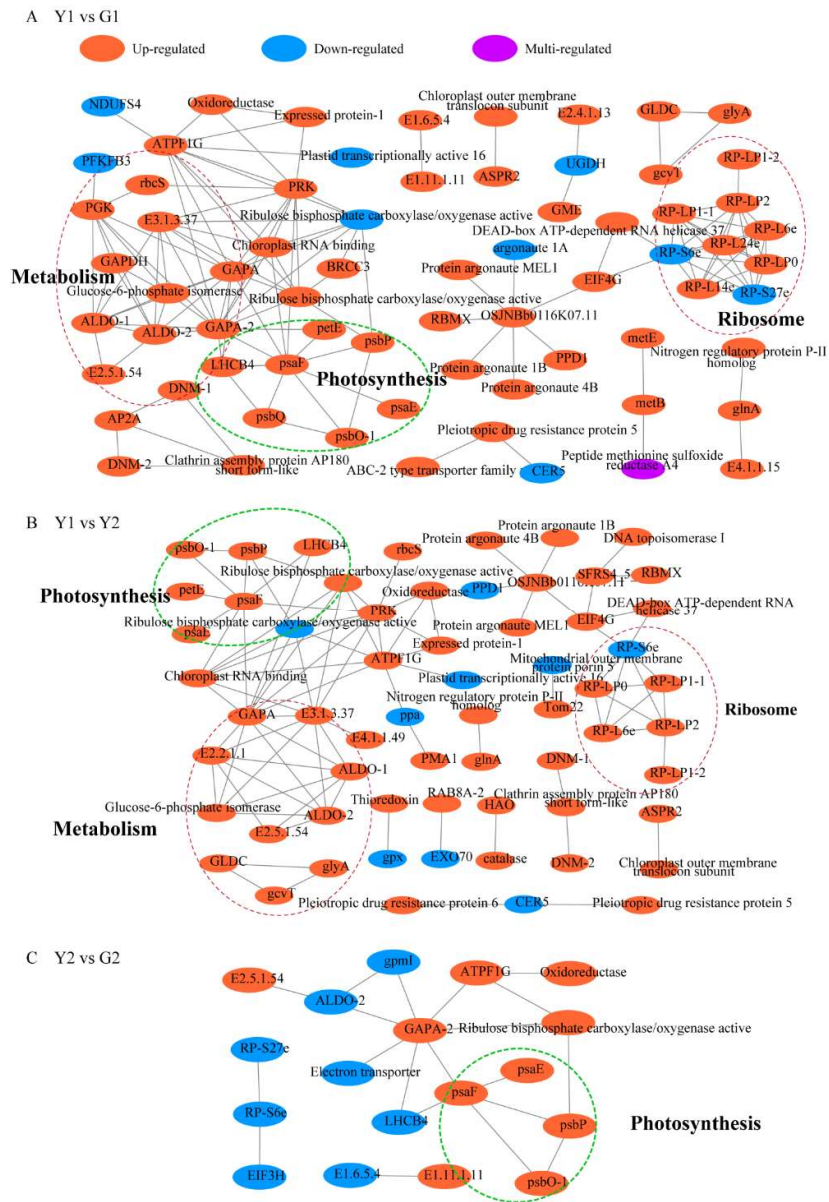 A Y1 vs G1
Up-regulated
Down-regulated
Multi-regulated
NDUFS4
Oxidoreductase
Expressed protein-1
ATPF1G
Plastid transcriptionally active 16
PFKFB3
rbcS
PRK
PGK
E3.1.3.37
Ribulose bisphosphate carboxylase/oxygenase active
Chloroplast RNA binding
Metabolism
GAPDH
GAPA
BRCC3
Glucose-6-phosphate isomerase
Ribulose bisphosphate carboxylase/oxygenase active
ALDO-1
ALDO-2
GAPA-2
petE
psbP
E2.5.1.54
LHCB4
psaF
Photosynthesis
DNM-1
psaE
AP2A
psbQ
psbO-1
DNM-2
Clathrin assembly protein AP180
short form-like
E1.6.5.4
E1.11.1.11
Chloroplast outer membrane
translocon subunit
ASPR2
E2.4.1.13
UGDH
GME
GLDC
glyA
gcvT
RP-LP1-2
RP-LP2
RP-LP1-1
RP-L6e
RP-L24e
RP-S6e
RP-LP0
RP-L14e
RP-S27e
Ribosome
DEAD-box ATP-dependent RNA helicase 37
argonaute 1A
Protein argonaute MEL1
EIF4G
RBMX
OSJNBb0116K07.11
PPD1
Protein argonaute 1B
Protein argonaute 4B
metE
Nitrogen regulatory protein P-II
homolog
metB
glnA
Pleiotropic drug resistance protein 5
Peptide methionine sulfoxide
reductase A4
E4.1.1.15
ABC-2 type transporter family
CER5
B Y1 vs Y2
psbO-1
psbP
LHCB4
rbcS
Protein argonaute 4B
Protein argonaute 1B
DNA topoisomerase I
Ribulose bisphosphate carboxylase/oxygenase active
Photosynthesis
petE
psaF
PRK
Oxidoreductase
PPD1
SFRS4_5
RBMX
Ribulose bisphosphate carboxylase/oxygenase active
psaE
Protein argonaute MEL1
EIF4G
DEAD-box ATP-dependent RNA
helicase 37
Expressed protein-1
Chloroplast RNA binding
ATPF1G
Mitochondrial outer membrane
protein porin 5
RP-S6e
Plastid transcriptionally active 16
Nitrogen regulatory protein P-II
homolog
RP-LP0
RP-LP1-1
GAPA
E3.1.3.37
ppa
Tom22
Ribosome
E4.1.1.49
RP-L6e
RP-LP2
E2.2.1.1
PMA1
glnA
DNM-1
ALDO-1
RP-LP1-2
Glucose-6-phosphate isomerase
ALDO-2
Thioredoxin
RAB8A-2
HAO
Clathrin assembly protein AP180
short form-like
ASPR2
Metabolism
E2.5.1.54
GLDC
glyA
gpx
EXO70
catalase
DNM-2
Chloroplast outer membrane
translocon subunit
gcvT
Pleiotropic drug resistance protein 6
CER5
Pleiotropic drug resistance protein 5
C Y2 vs G2
gpmI
E2.5.1.54
ATPF1G
Oxidoreductase
ALDO-2
GAPA-2
Ribulose bisphosphate carboxylase/oxygenase active
RP-S27e
Electron transporter
psaE
psaF
RP-S6e
LHCB4
psbP
Photosynthesis
EIF3H
E1.6.5.4
E1.11.1.11
psbO-1